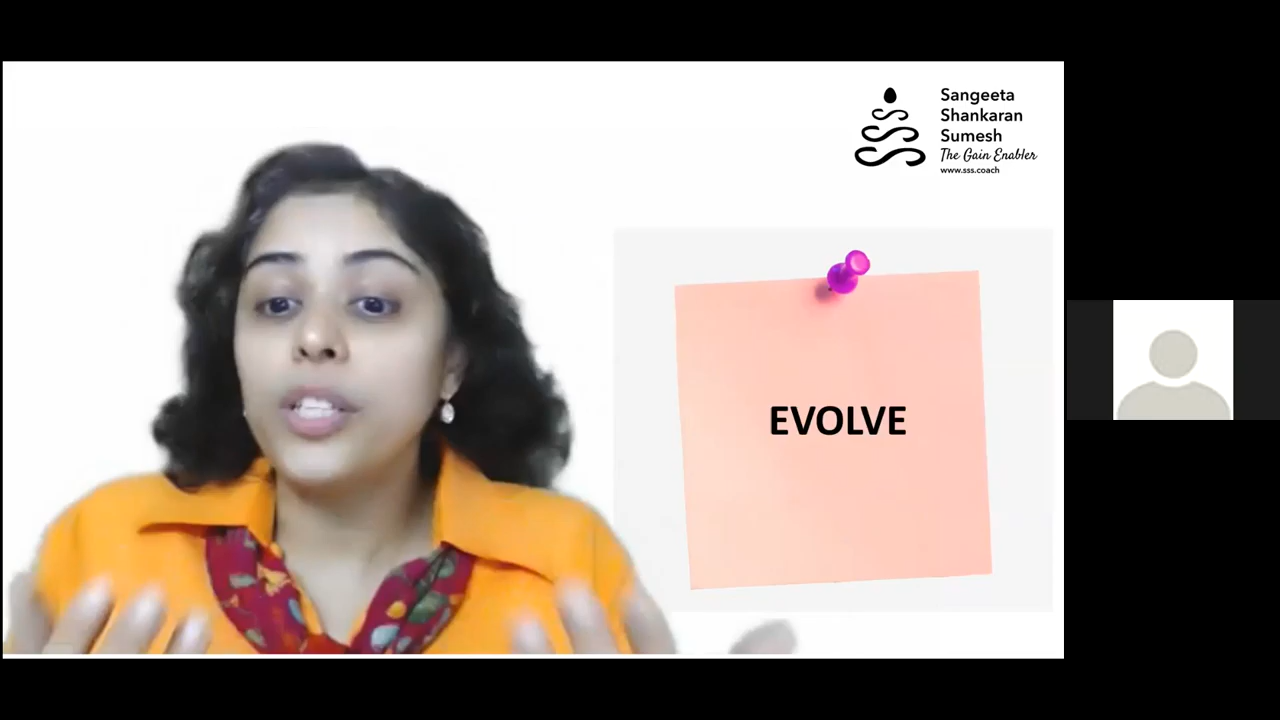 Sangeeta
Shankaran
Sumesh
The Gain Enabler
www.sss.coach
EVOLVE